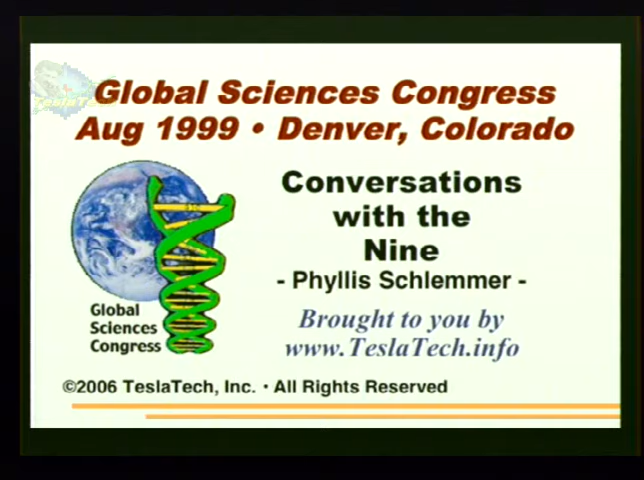 TeslaTech
Global Sciences Congress
Aug 1999 • Denver, Colorado
Conversations
with the
Nine
- Phyllis Schlemmer -
Global
Sciences
Congress
Brought to you by
www.TeslaTech.info
©2006 TeslaTech, Inc. • All Rights Reserved